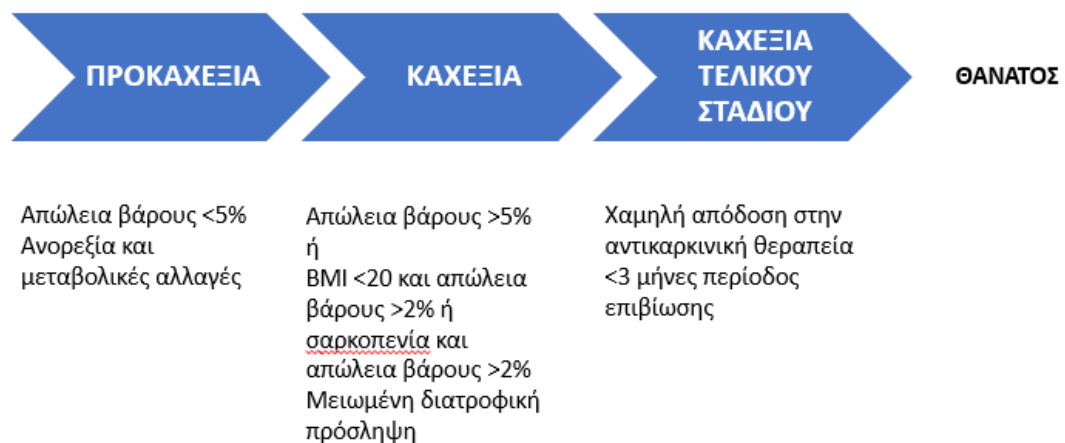 ΠΡΟΚΑΧΕΞΙΑ
ΚΑΧΕΞΙΑ
ΚΑΧΕΞΙΑ
ΤΕΛΙΚΟΥ
ΣΤΑΔΙΟΥ
ΘΑΝΑΤΟΣ
Απώλεια βάρους <5%
Ανορεξία και
μεταβολικές αλλαγές
Απώλεια βάρους >5%
ή
BMI <20 και απώλεια
βάρους >2% ή
σαρκοπενία και
απώλεια βάρους >2%
Μειωμένη διατροφική
πρόσληψη
Χαμηλή απόδοση στην
αντικαρκινική θεραπεία
<3 μήνες περίοδος
επιβίωσης